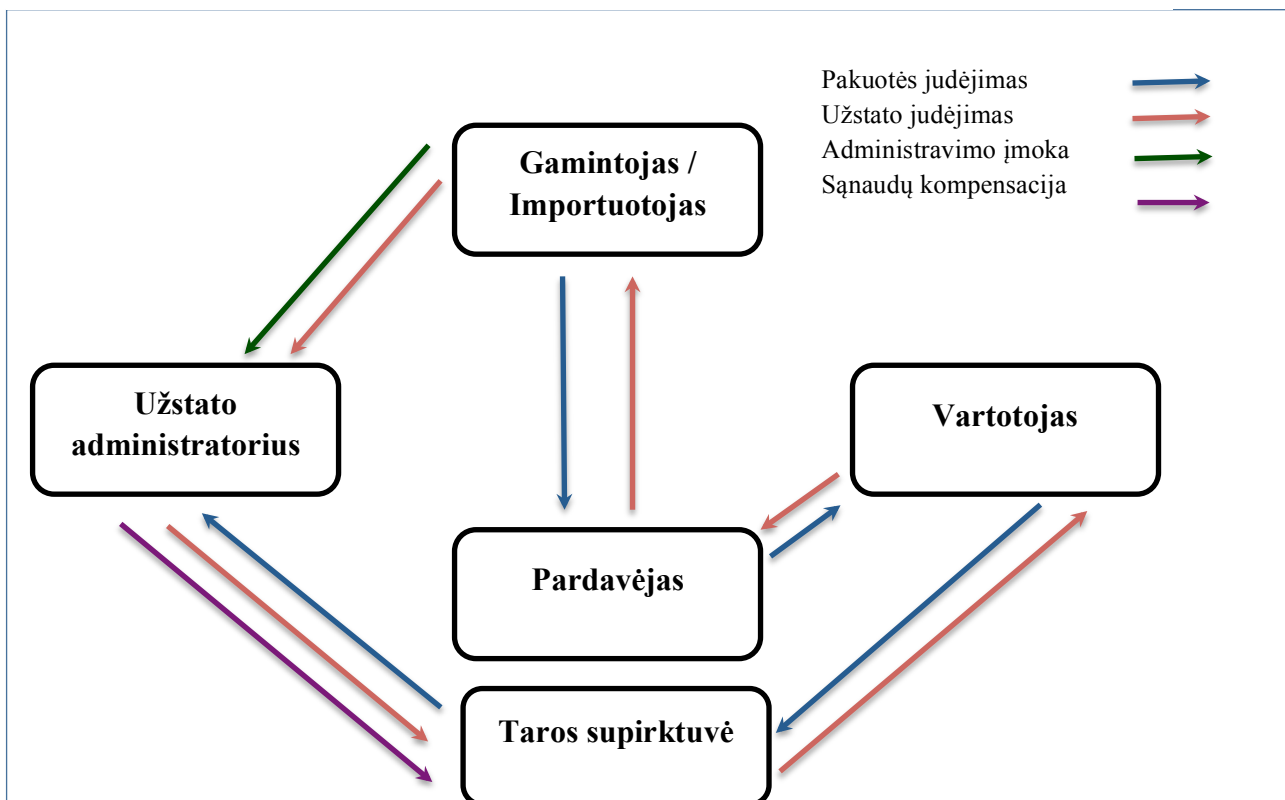 Pakuotės judėjimas
Užstato judėjimas
Administravimo įmoka
Sąnaudų kompensacija
Gamintojas /
Importuotojas
Užstato
administratorius
Vartotojas
Pardavėjas
Taros supirktuvė